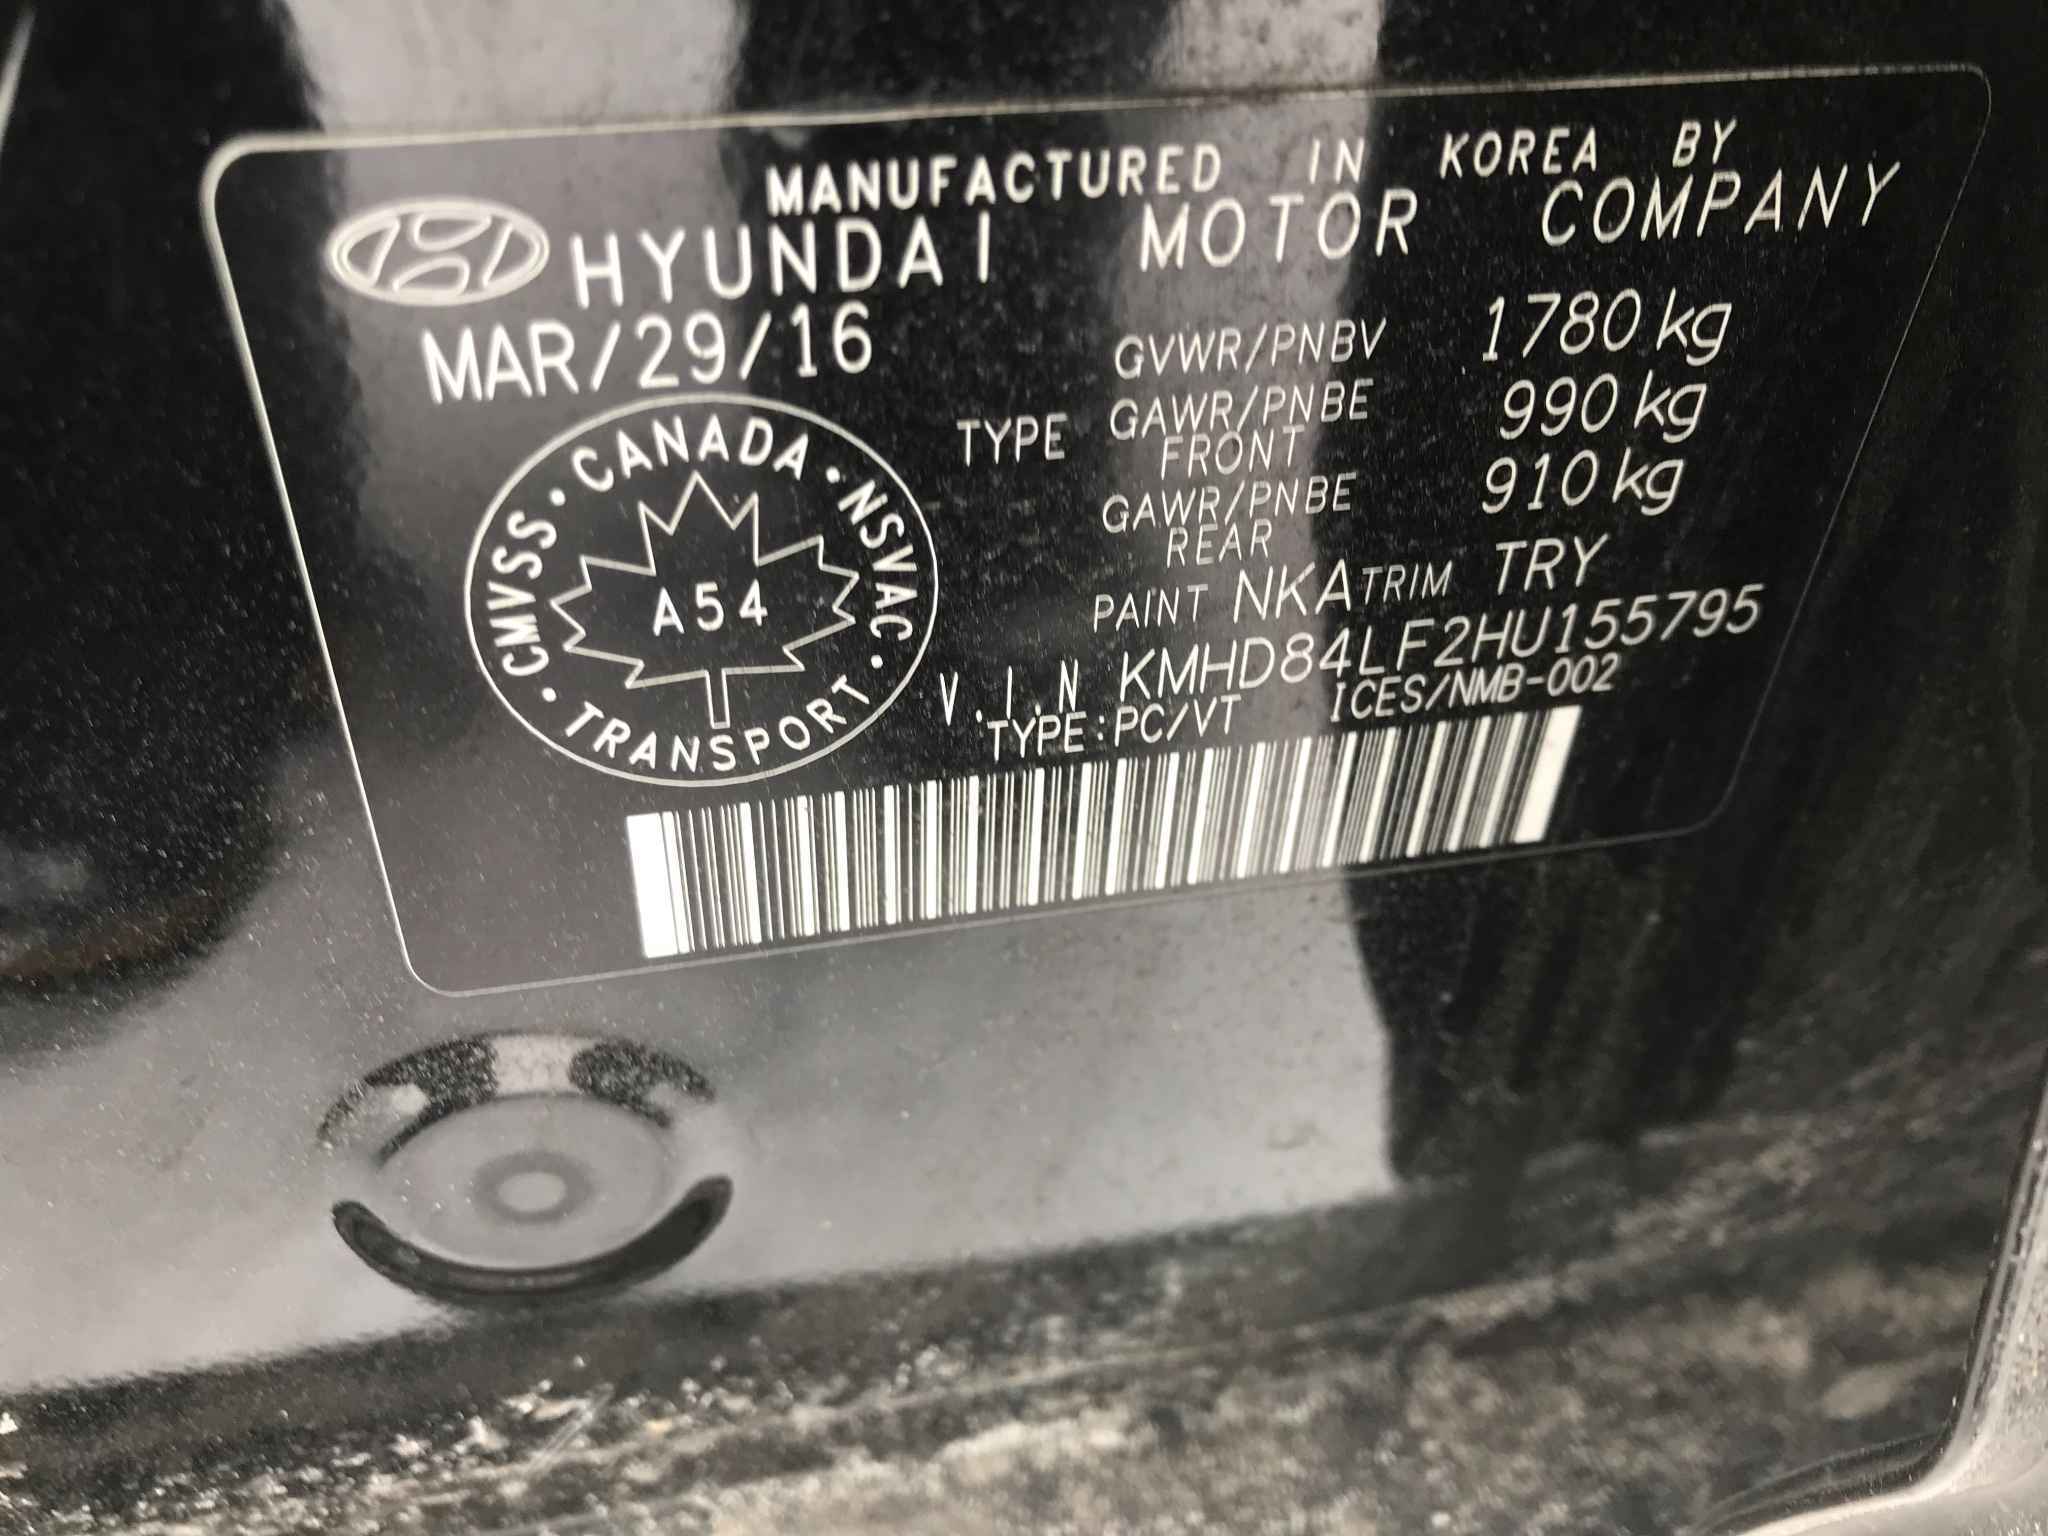 MANUFACTURED IN KOREA BY
HYUNDAI MOTOR COMPANY
MAR/29/16
GVWR/PNBV 1780 kg
TYPE GAWR/PNBE FRONT 990 kg
GAWR/PNBE REAR 910 kg
PAINT NKA TRIM TRY
V.I.N KMHD84LF2HU155795
TYPE:PC/VT ICES/NMB-002
CMVSS · CANADA · NSVAC ·
A54
· TRANSPORT